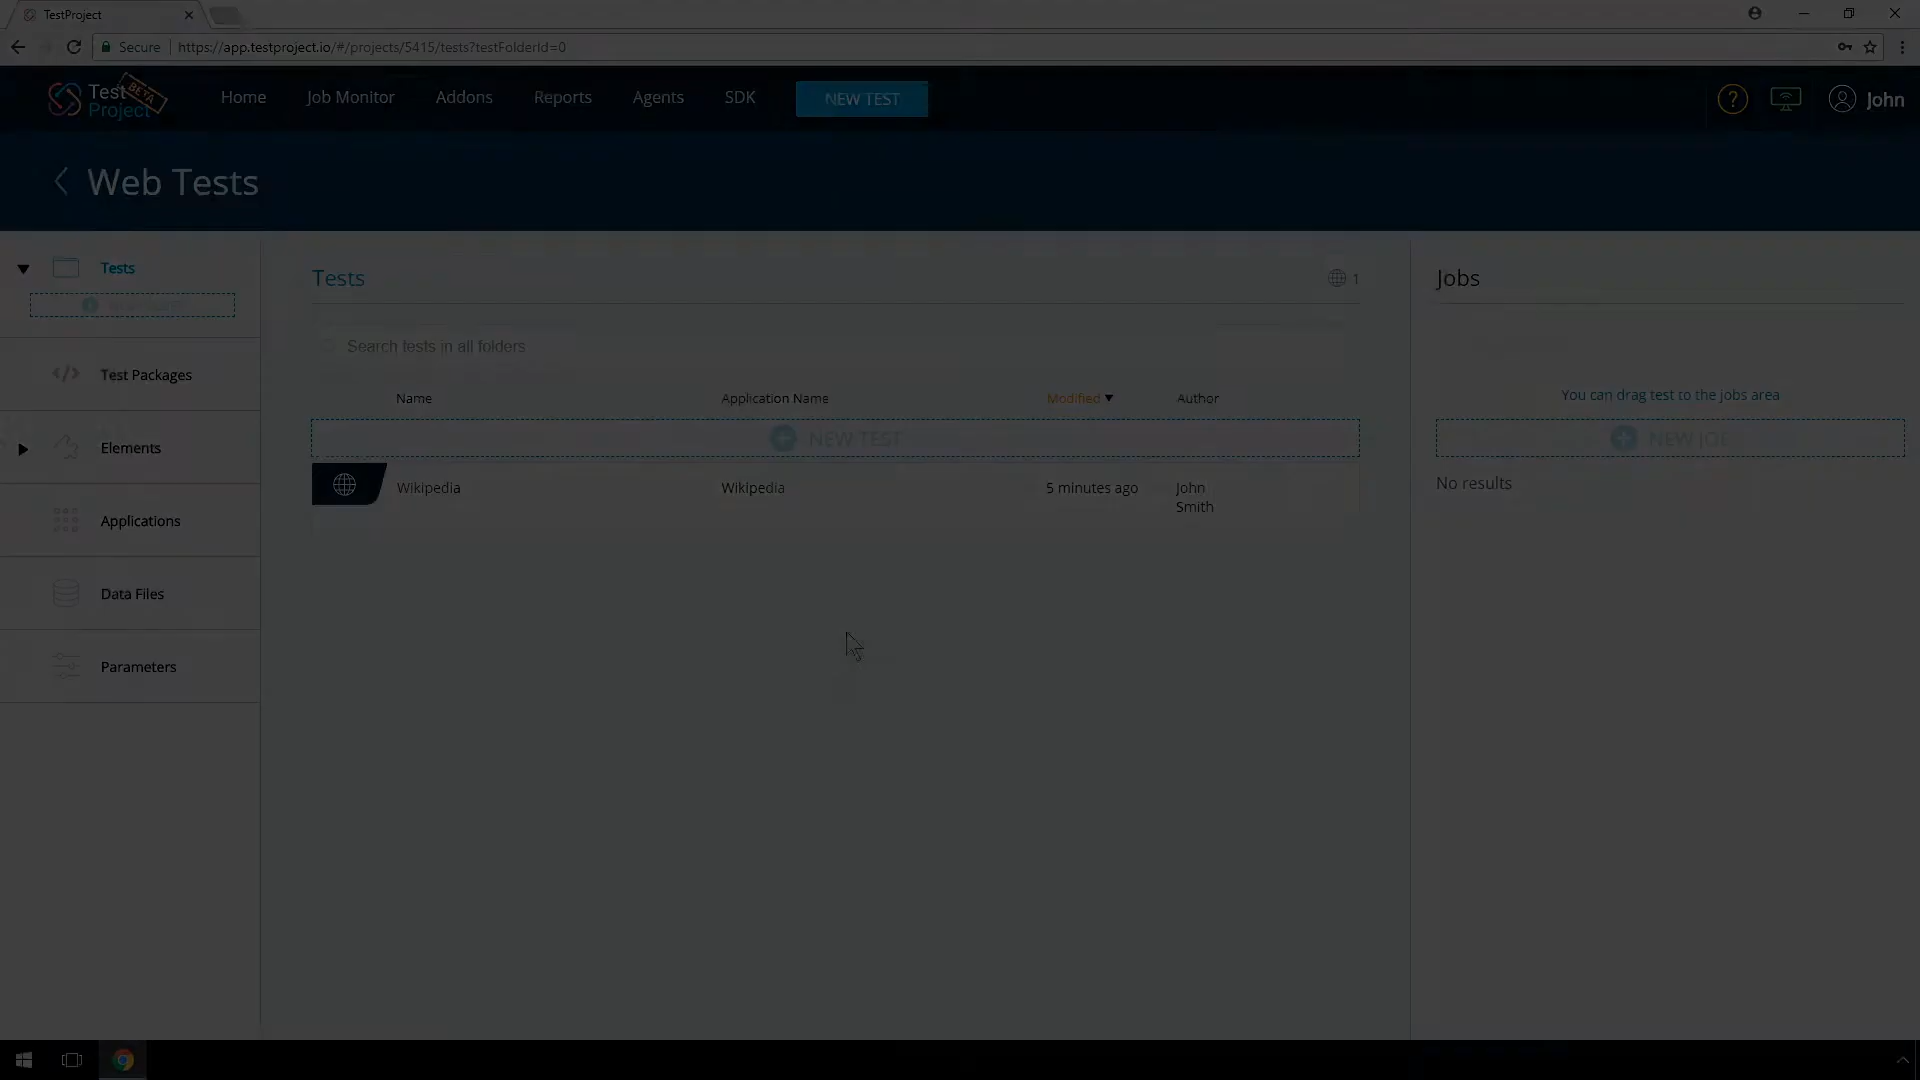 TestProject
Secure
https://app.testproject.io/#/projects/5415/tests?testFolderId=0
Test
Project
BETA
Home
Job Monitor
Addons
Reports
Agents
SDK
NEW TEST
?
John
Web Tests
Tests
Test Packages
Elements
Applications
Data Files
Parameters
Tests
1
Search tests in all folders
Name
Application Name
Modified
Author
NEW TEST
Wikipedia
Wikipedia
5 minutes ago
John
Smith
Jobs
You can drag test to the jobs area
NEW JOB
No results